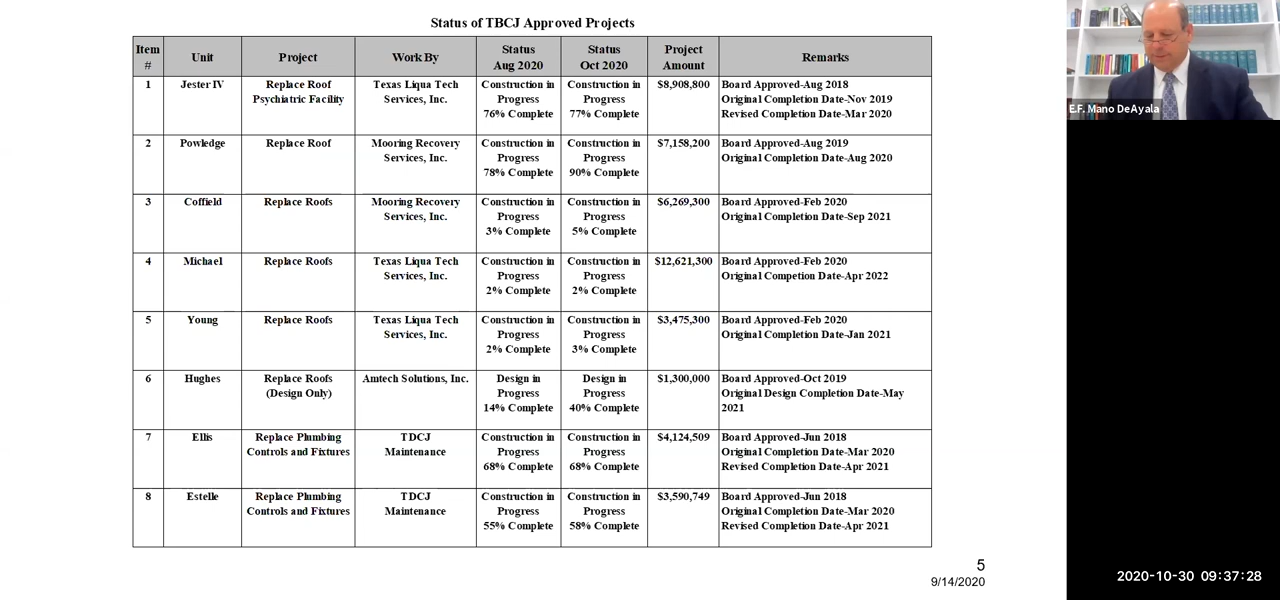 Status of TBCJ Approved Projects
Item # Unit Project Work By Status Aug 2020 Status Oct 2020 Project Amount Remarks
1 Jester IV Replace Roof Psychiatric Facility Texas Liqua Tech Services, Inc. Construction in Progress 76% Complete Construction in Progress 77% Complete $8,908,800 Board Approved-Aug 2018
Original Completion Date-Nov 2019
Revised Completion Date-Mar 2020
2 Powledge Replace Roof Mooring Recovery Services, Inc. Construction in Progress 78% Complete Construction in Progress 90% Complete $7,158,200 Board Approved-Aug 2019
Original Completion Date-Aug 2020
3 Coffield Replace Roofs Mooring Recovery Services, Inc. Construction in Progress 3% Complete Construction in Progress 5% Complete $6,269,300 Board Approved-Feb 2020
Original Completion Date-Sep 2021
4 Michael Replace Roofs Texas Liqua Tech Services, Inc. Construction in Progress 2% Complete Construction in Progress 2% Complete $12,621,300 Board Approved-Feb 2020
Original Competion Date-Apr 2022
5 Young Replace Roofs Texas Liqua Tech Services, Inc. Construction in Progress 2% Complete Construction in Progress 3% Complete $3,475,300 Board Approved-Feb 2020
Original Completion Date-Jan 2021
6 Hughes Replace Roofs (Design Only) Amtech Solutions, Inc. Design in Progress 14% Complete Design in Progress 40% Complete $1,300,000 Board Approved-Oct 2019
Original Design Completion Date-May 2021
7 Ellis Replace Plumbing Controls and Fixtures TDCJ Maintenance Construction in Progress 68% Complete Construction in Progress 68% Complete $4,124,509 Board Approved-Jun 2018
Original Completion Date-Mar 2020
Revised Completion Date-Apr 2021
8 Estelle Replace Plumbing Controls and Fixtures TDCJ Maintenance Construction in Progress 55% Complete Construction in Progress 58% Complete $3,590,749 Board Approved-Jun 2018
Original Completion Date-Mar 2020
Revised Completion Date-Apr 2021
5
9/14/2020
E.F. Mano DeAyala
2020-10-30 09:37:28